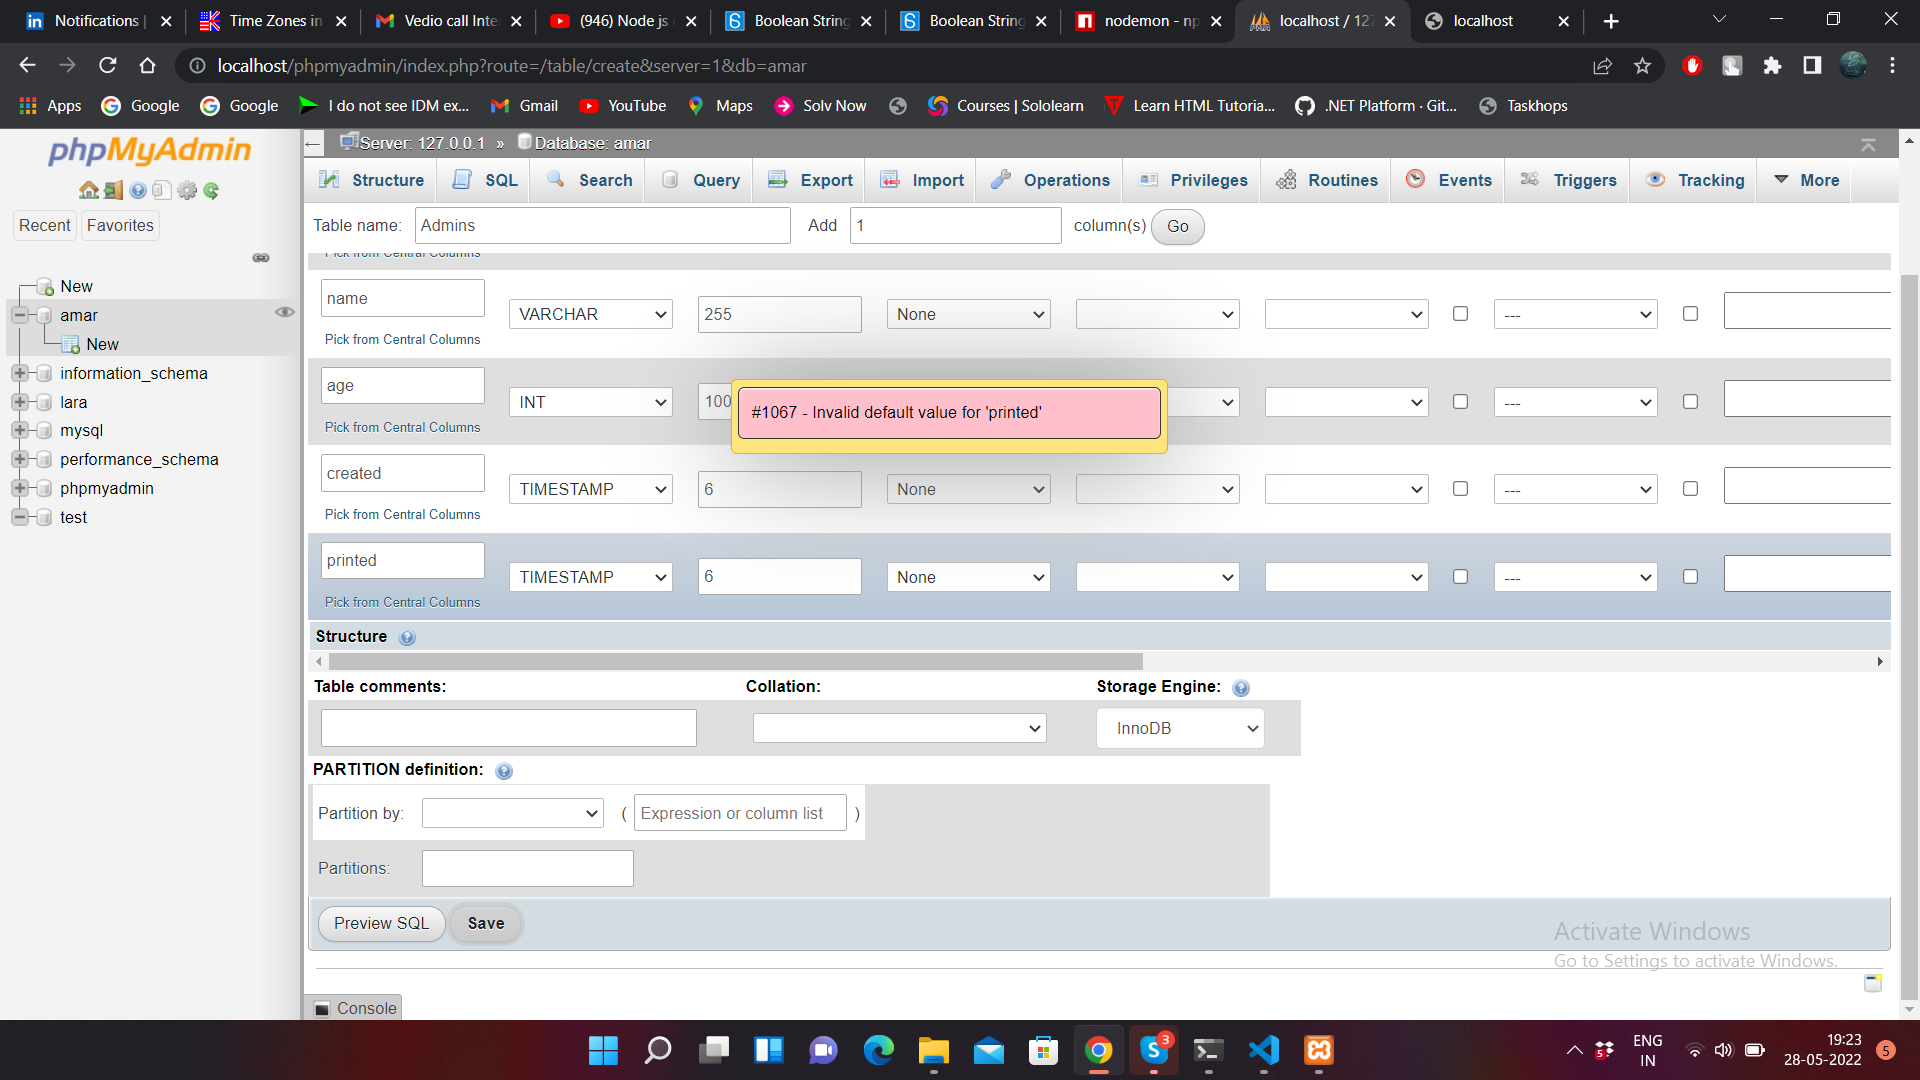 Notifications |
Time Zones in
Vedio call Inte
(946) Node js
Boolean String
Boolean String
nodemon - np
localhost / 127
localhost
localhost/phpmyadmin/index.php?route=/table/create&server=1&db=amar
Apps
Google
Google
I do not see IDM ex...
Gmail
YouTube
Maps
Solv Now
Courses | Sololearn
Learn HTML Tutoria...
.NET Platform · Git...
Taskhops
phpMyAdmin
Server: 127.0.0.1 » Database: amar
Structure
SQL
Search
Query
Export
Import
Operations
Privileges
Routines
Events
Triggers
Tracking
More
Recent
Favorites
Table name: Admins Add 1 column(s) Go
Pick from Central Columns
New
amar
New
information_schema
lara
mysql
performance_schema
phpmyadmin
test
name VARCHAR 255 None ---
Pick from Central Columns
age INT 100 ---
Pick from Central Columns
#1067 - Invalid default value for 'printed'
created TIMESTAMP 6 None ---
Pick from Central Columns
printed TIMESTAMP 6 None ---
Pick from Central Columns
Structure
Table comments: Collation: Storage Engine:
InnoDB
PARTITION definition:
Partition by: ( Expression or column list )
Partitions:
Preview SQL Save
Activate Windows
Go to Settings to activate Windows.
Console
3
5
ENG
IN
19:23
28-05-2022
5